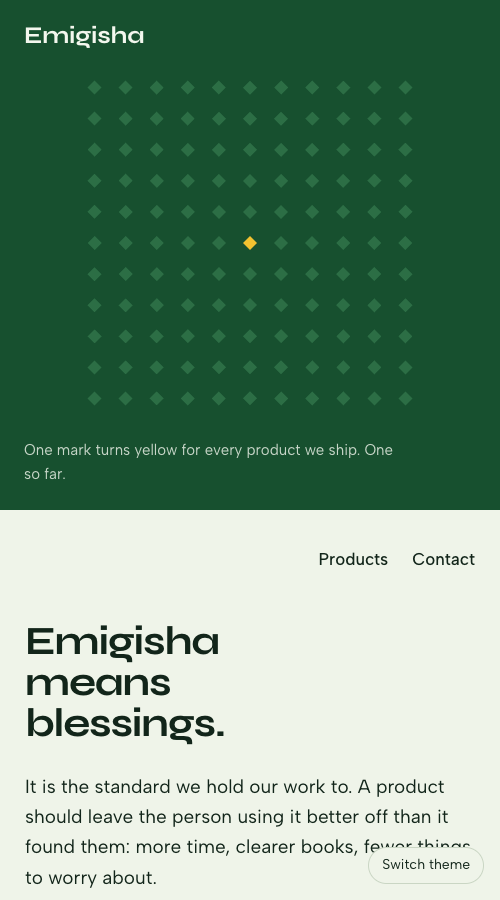 Emigisha
One mark turns yellow for every product we ship. One
so far.
Products Contact
Emigisha
means
blessings.
It is the standard we hold our work to. A product
should leave the person using it better off than it
found them: more time, clearer books, fewer things
to worry about.
Switch theme